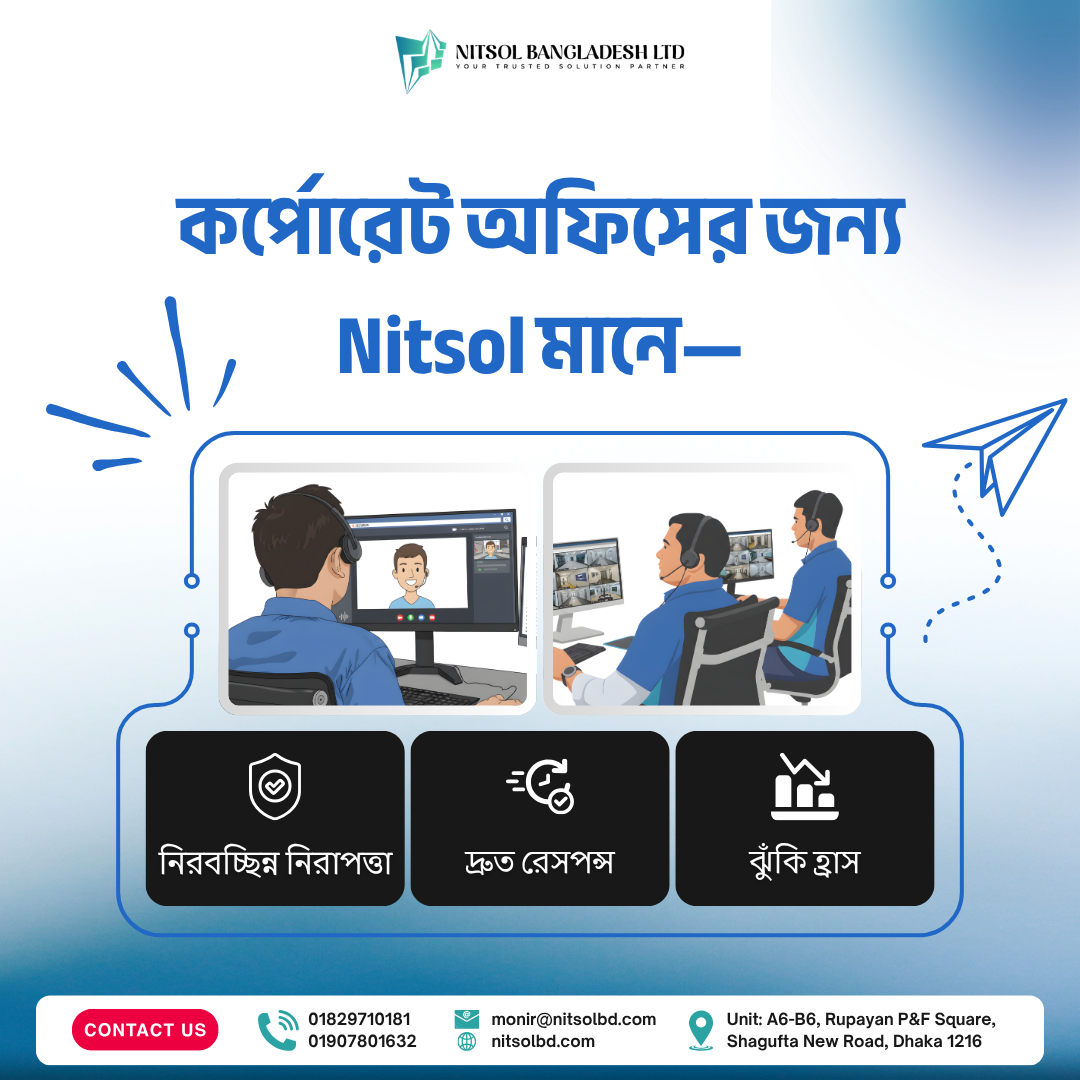 NITSOL BANGLADESH LTD
YOUR TRUSTED SOLUTION PARTNER
কর্পোরেট অফিসের জন্য
Nitsol মানে—
নিরবচ্ছিন্ন নিরাপত্তা
দ্রুত রেসপন্স
ঝুঁকি হ্রাস
CONTACT US
01829710181
01907801632
monir@nitsolbd.com
nitsolbd.com
Unit: A6-B6, Rupayan P&F Square,
Shagufta New Road, Dhaka 1216